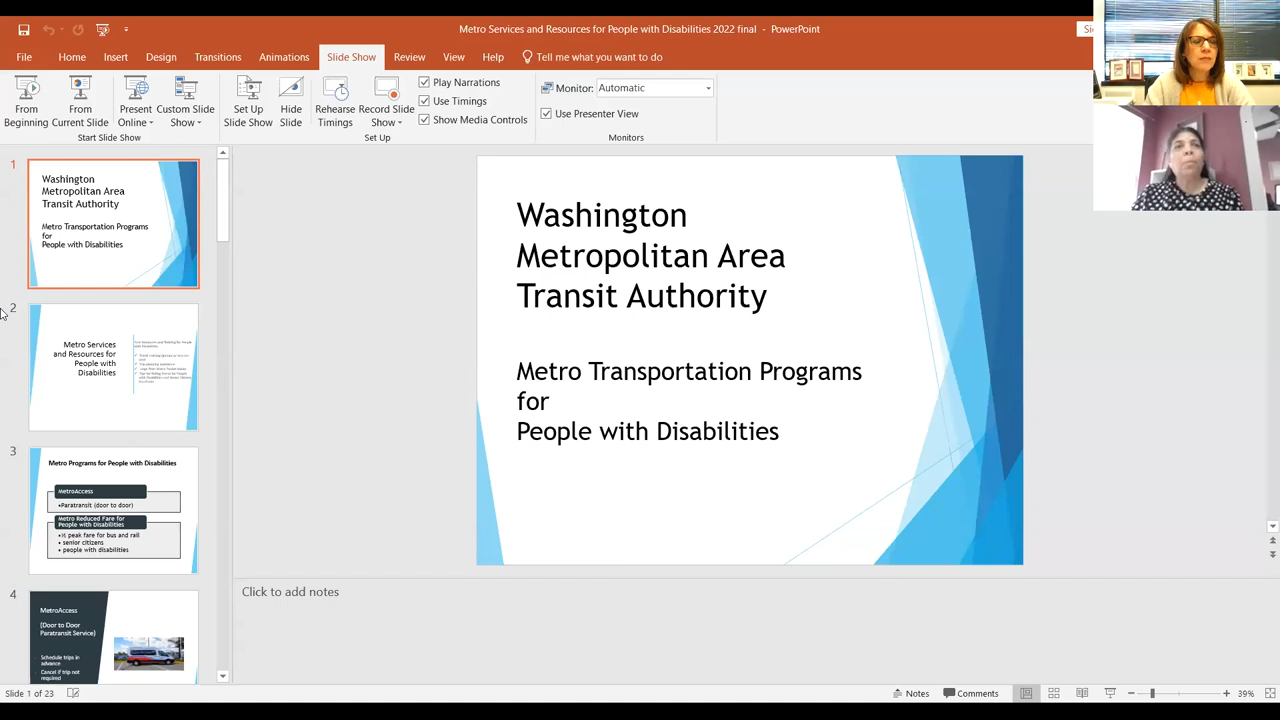 Metro Services and Resources for People with Disabilities 2022 final - PowerPoint
File Home Insert Design Transitions Animations Slide Show Review View Help Tell me what you want to do
From Beginning
From Current Slide
Present Online
Custom Slide Show
Set Up Slide Show
Hide Slide
Rehearse Timings
Record Slide Show
Play Narrations
Use Timings
Show Media Controls
Monitor: Automatic
Use Presenter View
Start Slide Show
Set Up
Monitors
1
Washington
Metropolitan Area
Transit Authority
Metro Transportation Programs
for
People with Disabilities
2
Metro Services
and Resources for
People with
Disabilities
3
Metro Programs for People with Disabilities
MetroAccess
•Paratransit (door to door)
Metro Reduced Fare for
People with Disabilities
•½ peak fare for bus and rail
• senior citizens
• people with disabilities
4
MetroAccess
(Door to Door
Paratransit Service)
Schedule trips in
advance
Cancel if trip not
required
Washington
Metropolitan Area
Transit Authority
Metro Transportation Programs
for
People with Disabilities
Click to add notes
Slide 1 of 23
Notes
Comments
39%